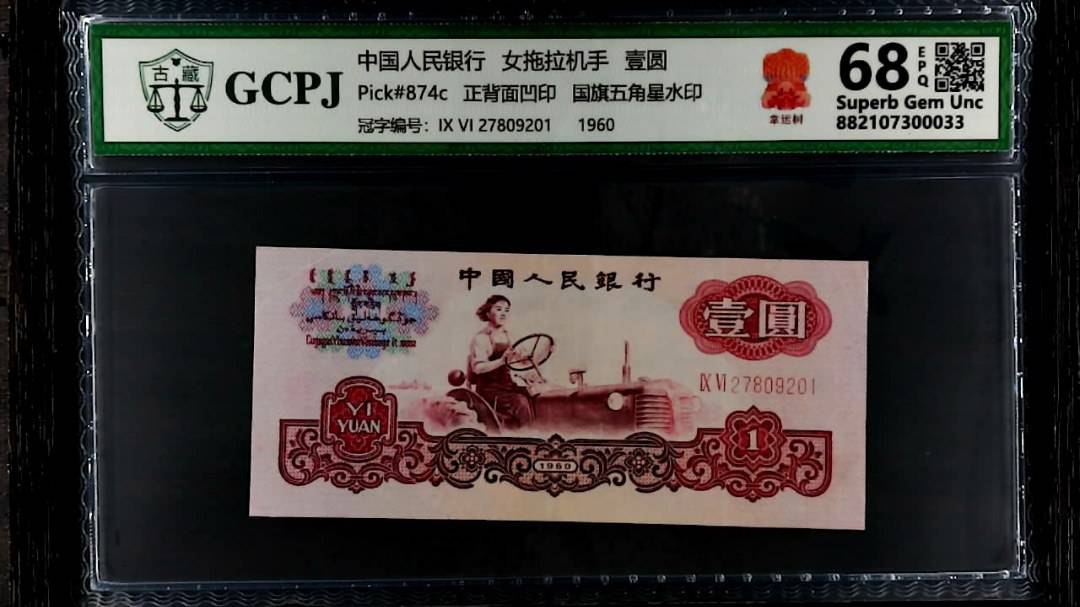 古 藏
GCPJ
中国人民银行 女拖拉机手 壹圆
Pick#874c 正背面凹印 国旗五角星水印
冠字编号: IX VI 27809201 1960
幸运树
68
EPQ
Superb Gem Unc
882107300033
中國人民銀行
壹圓
IX VI 27809201
YI
YUAN
1960
1